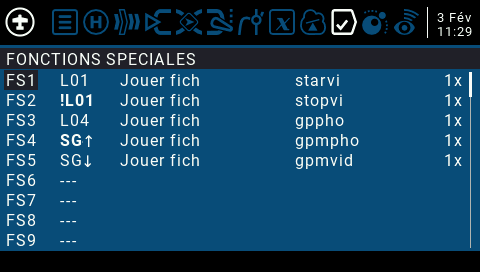 3 Fév
11:29
FONCTIONS SPECIALES
FS1 L01 Jouer fich starvi 1x
FS2 !L01 Jouer fich stopvi 1x
FS3 L04 Jouer fich gppho 1x
FS4 SG↑ Jouer fich gpmpho 1x
FS5 SG↓ Jouer fich gpmvid 1x
FS6 ---
FS7 ---
FS8 ---
FS9 ---